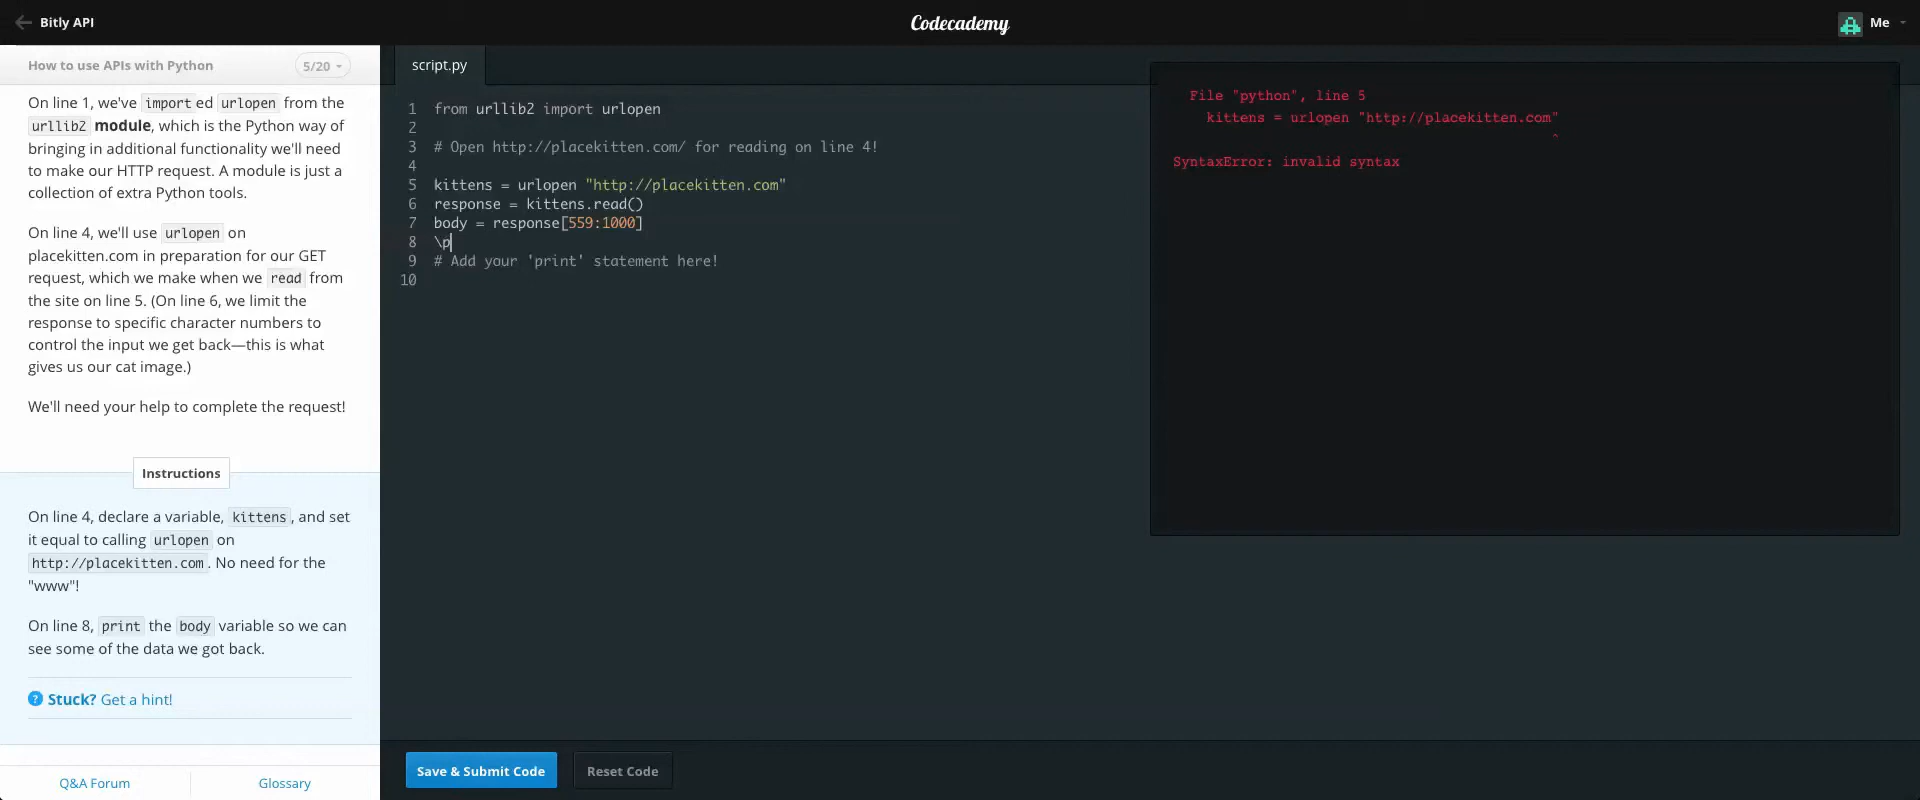 Bitly API
Codecademy
Me
How to use APIs with Python
5/20
script.py
On line 1, we've import ed urlopen from the
urllib2 module, which is the Python way of
bringing in additional functionality we'll need
to make our HTTP request. A module is just a
collection of extra Python tools.
On line 4, we'll use urlopen on
placekitten.com in preparation for our GET
request, which we make when we read from
the site on line 5. (On line 6, we limit the
response to specific character numbers to
control the input we get back—this is what
gives us our cat image.)
We'll need your help to complete the request!
Instructions
On line 4, declare a variable, kittens, and set
it equal to calling urlopen on
http://placekitten.com. No need for the
"www"!
On line 8, print the body variable so we can
see some of the data we got back.
? Stuck? Get a hint!
Q&A Forum
Glossary
1 from urllib2 import urlopen
2
3 # Open http://placekitten.com/ for reading on line 4!
4
5 kittens = urlopen "http://placekitten.com"
6 response = kittens.read()
7 body = response[559:1000]
8 \p
9 # Add your 'print' statement here!
10
File "python", line 5
kittens = urlopen "http://placekitten.com"
^
SyntaxError: invalid syntax
Save & Submit Code
Reset Code